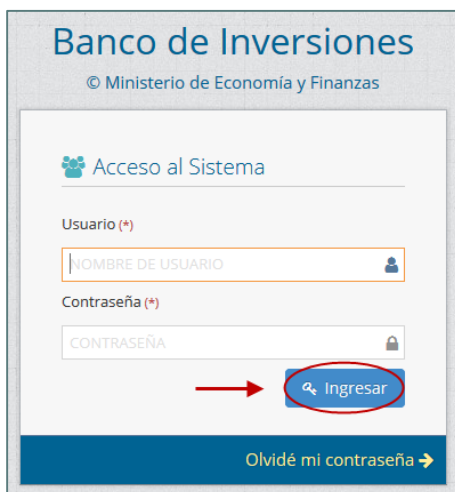 Banco de Inversiones
© Ministerio de Economía y Finanzas
Acceso al Sistema
Usuario (*)
NOMBRE DE USUARIO
Contraseña (*)
CONTRASEÑA
Ingresar
Olvidé mi contraseña